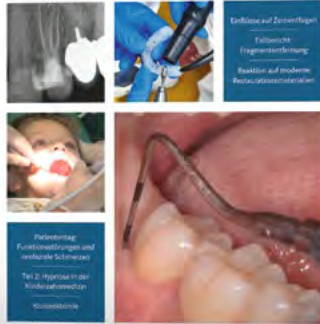 Einflüsse auf Zementfugen
Fallbericht:
Fragmententfernung
Reaktion auf moderne
Restaurationsmaterialien
Patiententag:
Funktionsstörungen und
orofaziale Schmerzen
Teil 2: Hypnose in der
Kinderzahnmedizin